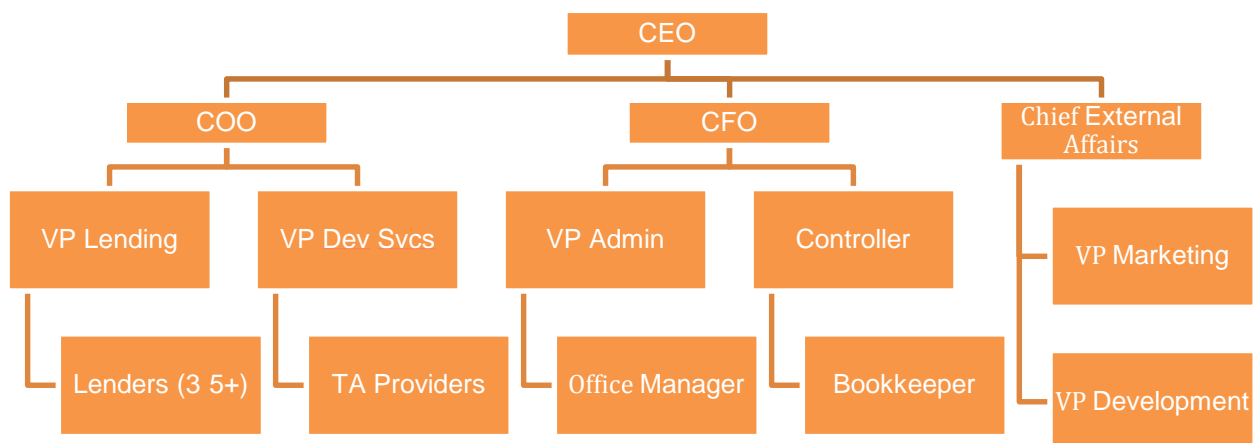 CEO
COO
CFO
Chief External
Affairs
VP Lending
VP Dev Svcs
VP Admin
Controller
VP Marketing
Lenders (3 5+)
TA Providers
Office Manager
Bookkeeper
VP Development